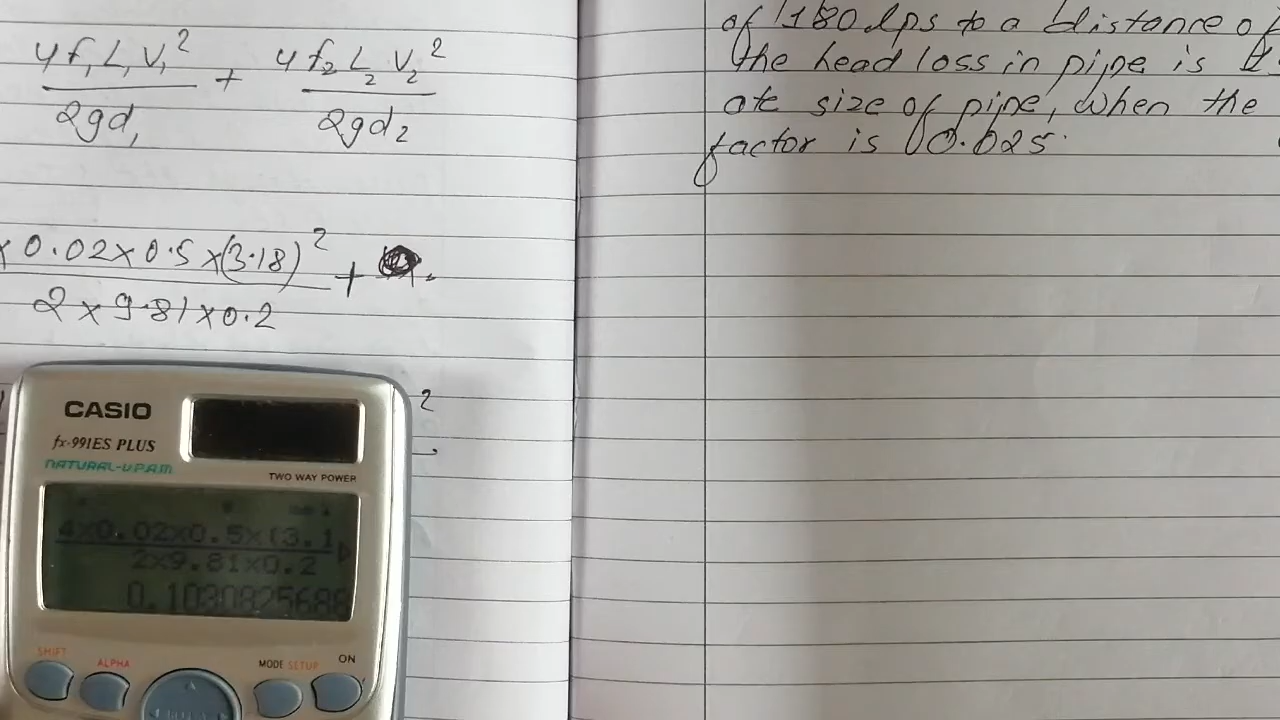 4f₁L₁V₁² / 2gd₁ + 4f₂L₂V₂² / 2gd₂
× 0.02×0.5×(3.18)² / 2×9.81×0.2 +
2
CASIO
fx-991ES PLUS
NATURAL-V.P.A.M.
TWO WAY POWER
4×0.02×0.5×(3.1
2×9.81×0.2
0.1030825688
SHIFT ALPHA MODE SETUP ON
of 180 lps to a distance of
the head loss in pipe is
ate size of pipe, when the
factor is 0.025.